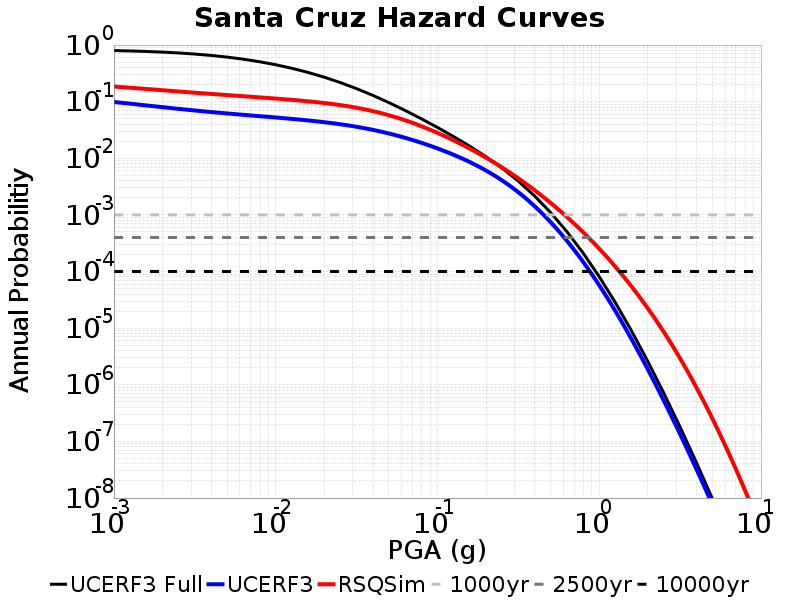 Santa Cruz Hazard Curves
Annual Probabilitiy
10^0
10^-1
10^-2
10^-3
10^-4
10^-5
10^-6
10^-7
10^-8
10^-3 10^-2 10^-1 10^0 10^1
PGA (g)
UCERF3 Full UCERF3 RSQSim 1000yr 2500yr 10000yr